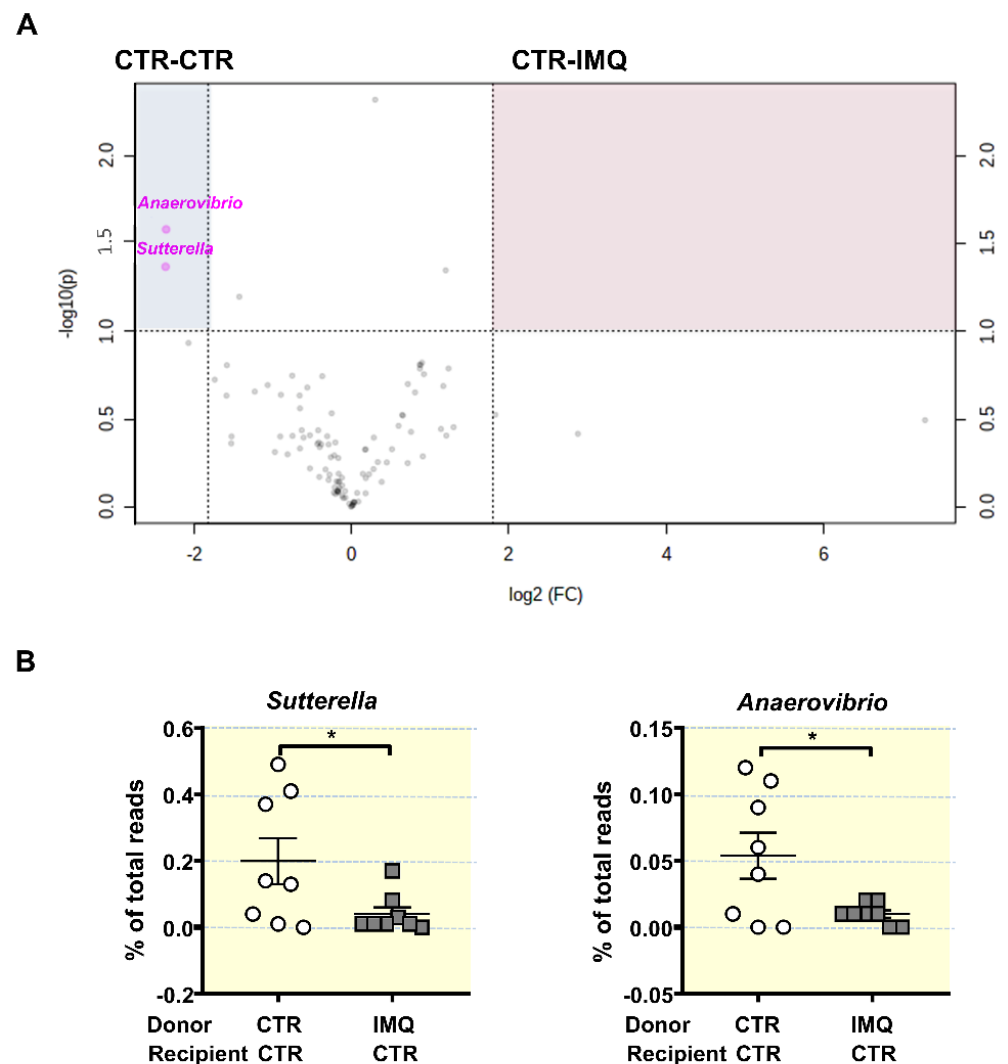 A
CTR-CTR
CTR-IMQ
2.0
1.5
1.0
0.5
0.0
-log10(p)
Anaerovibrio
Sutterella
2.0
1.5
1.0
0.5
0.0
-2
0
2
4
6
log2 (FC)
B
Sutterella
0.6
0.4
0.2
0.0
-0.2
% of total reads
*
Donor CTR IMQ
Recipient CTR CTR
Anaerovibrio
0.15
0.10
0.05
0.00
-0.05
% of total reads
*
Donor CTR IMQ
Recipient CTR CTR